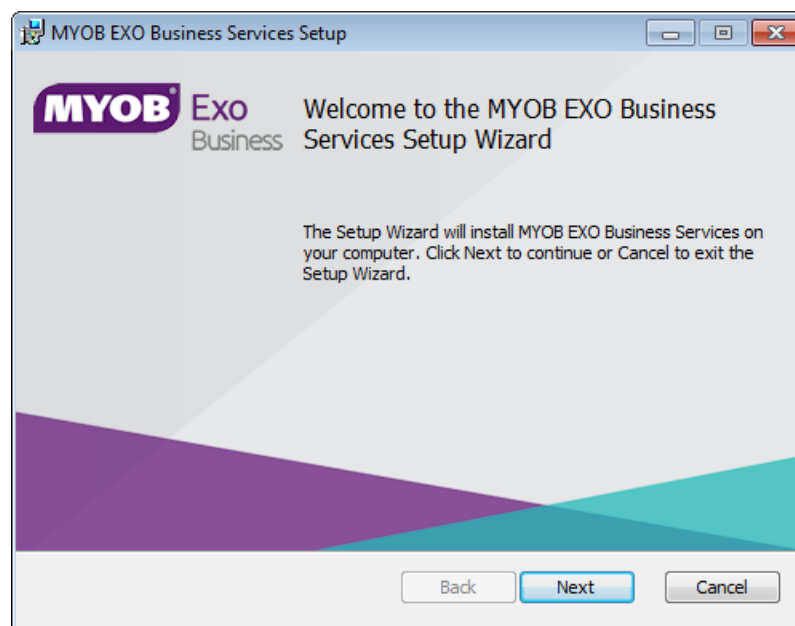 MYOB EXO Business Services Setup
MYOB Exo
Business
Welcome to the MYOB EXO Business
Services Setup Wizard
The Setup Wizard will install MYOB EXO Business Services on
your computer. Click Next to continue or Cancel to exit the
Setup Wizard.
Back Next Cancel